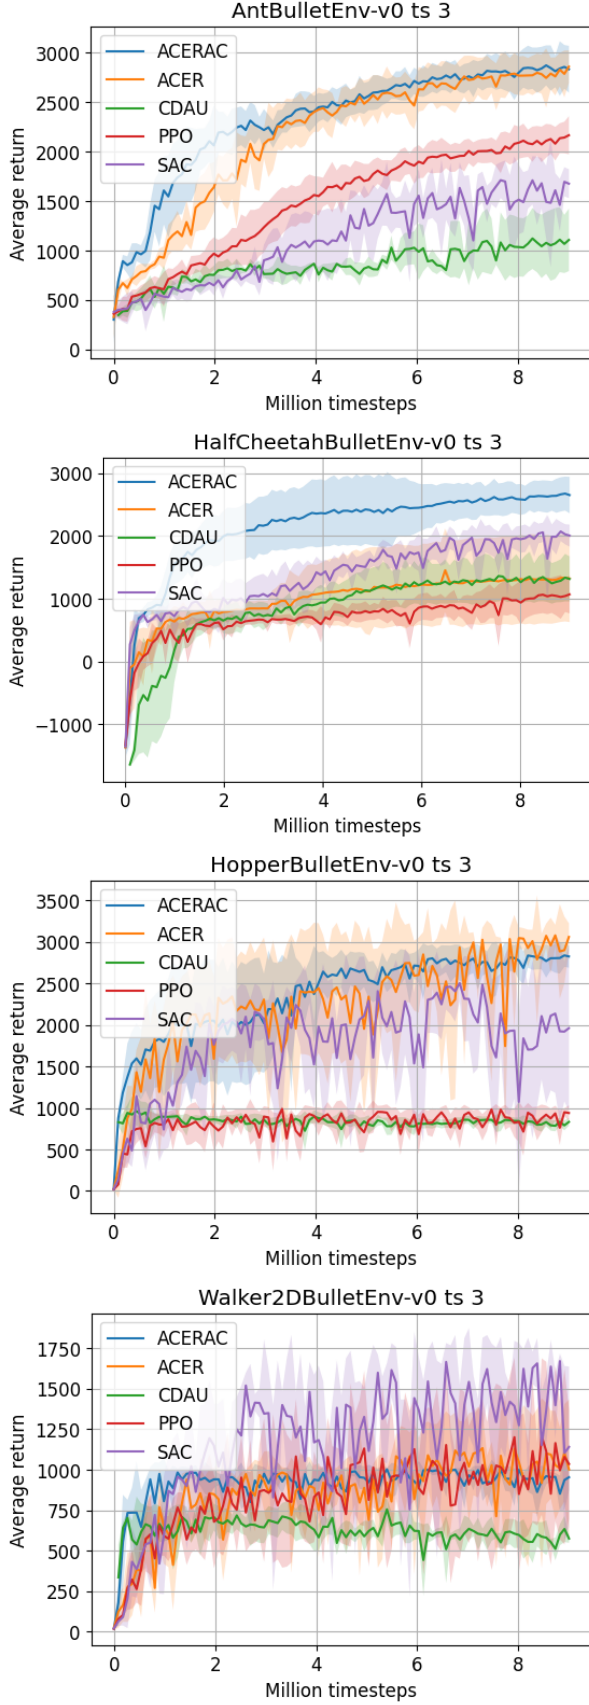 AntBulletEnv-v0 ts 3
3000
2500
2000
1500
1000
500
0
Average return
ACERAC
ACER
CDAU
PPO
SAC
0 2 4 6 8
Million timesteps
HalfCheetahBulletEnv-v0 ts 3
3000
2000
1000
0
−1000
Average return
ACERAC
ACER
CDAU
PPO
SAC
0 2 4 6 8
Million timesteps
HopperBulletEnv-v0 ts 3
3500
3000
2500
2000
1500
1000
500
0
Average return
ACERAC
ACER
CDAU
PPO
SAC
0 2 4 6 8
Million timesteps
Walker2DBulletEnv-v0 ts 3
1750
1500
1250
1000
750
500
250
0
Average return
ACERAC
ACER
CDAU
PPO
SAC
0 2 4 6 8
Million timesteps